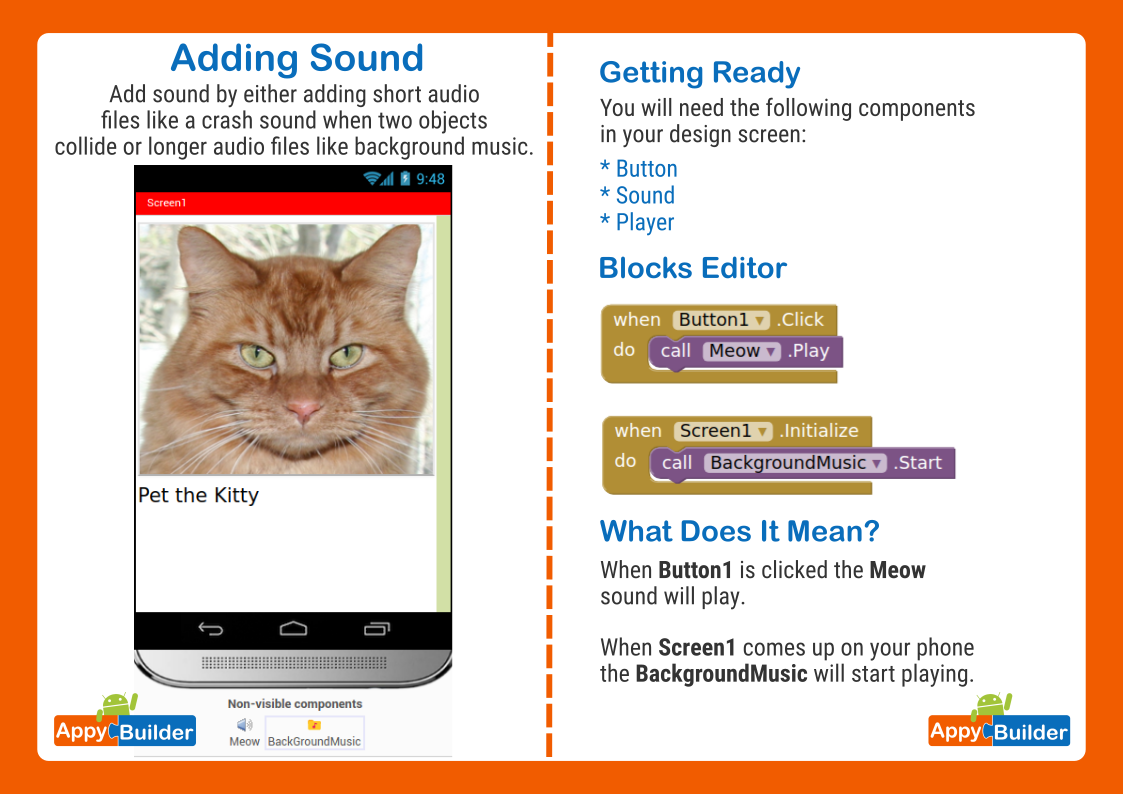 Adding Sound
Add sound by either adding short audio
files like a crash sound when two objects
collide or longer audio files like background music.
9:48
Screen1
Pet the Kitty
Non-visible components
Meow
BackGroundMusic
Appy Builder
Getting Ready
You will need the following components
in your design screen:
* Button
* Sound
* Player
Blocks Editor
when Button1 .Click
do call Meow .Play
when Screen1 .Initialize
do call BackgroundMusic .Start
What Does It Mean?
When Button1 is clicked the Meow
sound will play.
When Screen1 comes up on your phone
the BackgroundMusic will start playing.
Appy Builder